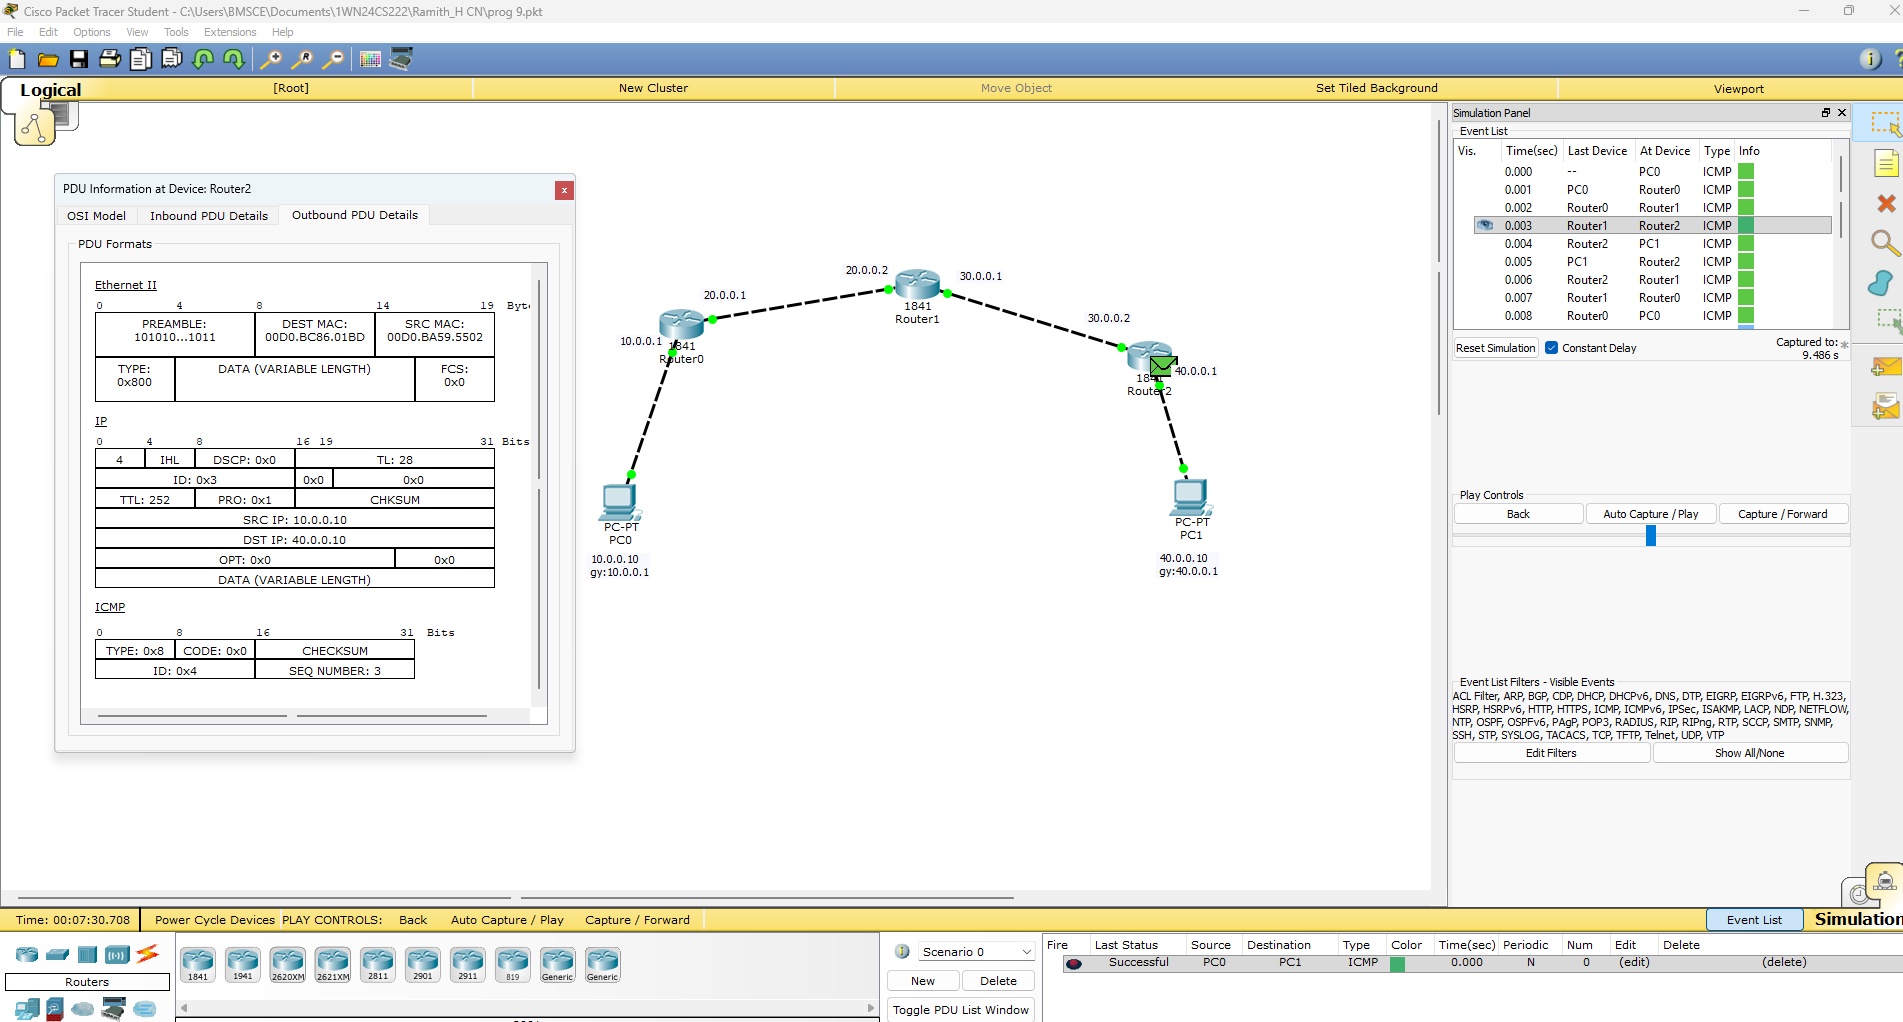 Cisco Packet Tracer Student - C:\Users\BMSCE\Documents\1WN24CS222\Ramith_H CN\prog 9.pkt
File Edit Options View Tools Extensions Help
Logical [Root] New Cluster Move Object Set Tiled Background Viewport
PDU Information at Device: Router2
OSI Model Inbound PDU Details Outbound PDU Details
PDU Formats
Ethernet II
0 4 8 14 19
PREAMBLE: 101010...1011 DEST MAC: 00D0.BC86.01BD SRC MAC: 00D0.BA59.5502
TYPE: 0x800 DATA (VARIABLE LENGTH) FCS: 0x0
IP
0 4 8 16 19 31 Bits
4 IHL DSCP: 0x0 TL: 28
ID: 0x3 0x0 0x0
TTL: 252 PRO: 0x1 CHKSUM
SRC IP: 10.0.0.10
DST IP: 40.0.0.10
OPT: 0x0 0x0
DATA (VARIABLE LENGTH)
ICMP
0 8 16 31 Bits
TYPE: 0x8 CODE: 0x0 CHECKSUM
ID: 0x4 SEQ NUMBER: 3
20.0.0.1
10.0.0.1
1841
Router0
20.0.0.2
30.0.0.1
1841
Router1
30.0.0.2
40.0.0.1
1841
Router2
PC-PT
PC0
10.0.0.10
gy:10.0.0.1
PC-PT
PC1
40.0.0.10
gy:40.0.0.1
Simulation Panel
Event List
Vis. Time(sec) Last Device At Device Type Info
0.000 -- PC0 ICMP
0.001 PC0 Router0 ICMP
0.002 Router0 Router1 ICMP
0.003 Router1 Router2 ICMP
0.004 Router2 PC1 ICMP
0.005 PC1 Router2 ICMP
0.006 Router2 Router1 ICMP
0.007 Router1 Router0 ICMP
0.008 Router0 PC0 ICMP
Reset Simulation Constant Delay Captured to: *
9.486 s
Play Controls
Back Auto Capture / Play Capture / Forward
Event List Filters - Visible Events
ACL Filter, ARP, BGP, CDP, DHCP, DHCPv6, DNS, DTP, EIGRP, EIGRPv6, FTP, H.323,
HSRP, HSRPv6, HTTP, HTTPS, ICMP, ICMPv6, IPSec, ISAKMP, LACP, NDP, NETFLOW,
NTP, OSPF, OSPFv6, PAgP, POP3, RADIUS, RIP, RIPng, RTP, SCCP, SMTP, SNMP,
SSH, STP, SYSLOG, TACACS, TCP, TFTP, Telnet, UDP, VTP
Edit Filters Show All/None
Time: 00:07:30.708 Power Cycle Devices PLAY CONTROLS: Back Auto Capture / Play Capture / Forward Event List Simulation
Routers
1841 1941 2620XM 2621XM 2811 2901 2911 819 Generic Generic
Scenario 0
New Delete
Toggle PDU List Window
Fire Last Status Source Destination Type Color Time(sec) Periodic Num Edit Delete
Successful PC0 PC1 ICMP 0.000 N 0 (edit) (delete)